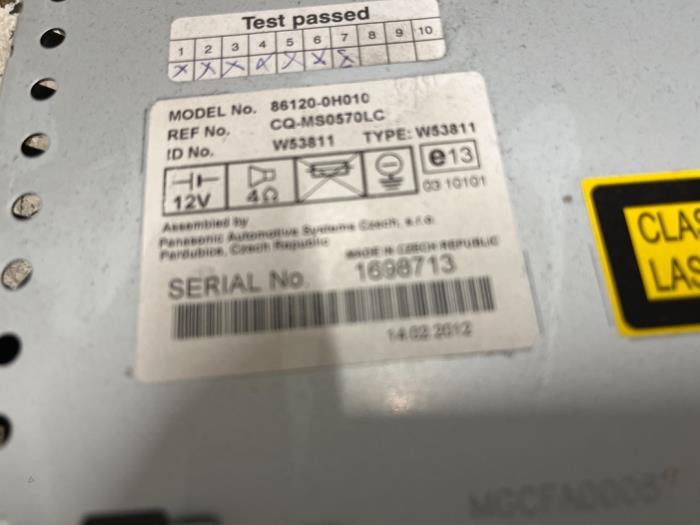 Test passed
1 2 3 4 5 6 7 8 9 10
MODEL No. 86120-0H010
REF No. CQ-MS0570LC
ID No. W53811 TYPE: W53811
12V 4Ω e13
03 10101
Assembled by
Panasonic Automotive Systems Czech, s.r.o.
Pardubice, Czech Republic
MADE IN CZECH REPUBLIC
SERIAL No. 1698713
14.02.2012
CLAS
LAS